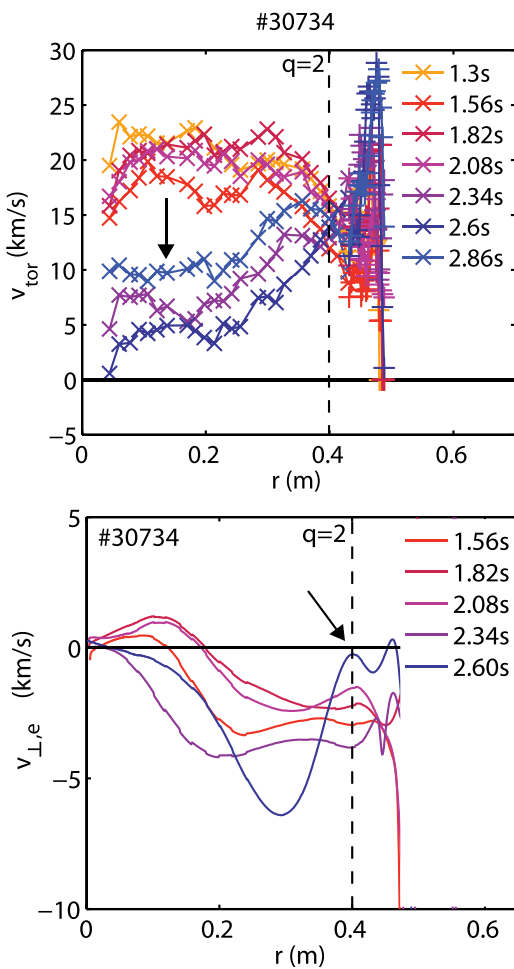 #30734
q=2
30
25
20
15
10
5
0
−5
v_tor (km/s)
1.3s
1.56s
1.82s
2.08s
2.34s
2.6s
2.86s
0
0.2
0.4
0.6
r (m)
#30734
q=2
5
0
−5
−10
v⊥,e (km/s)
1.56s
1.82s
2.08s
2.34s
2.60s
0
0.2
0.4
0.6
r (m)